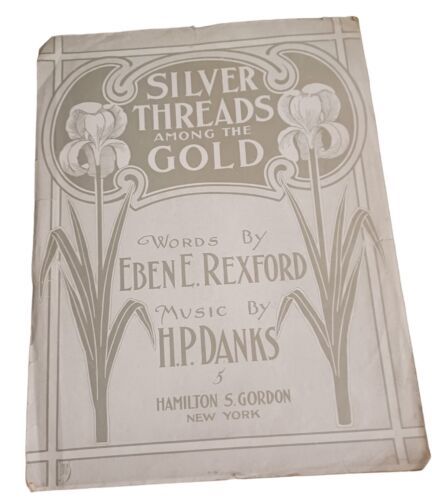 SILVER
THREADS
AMONG THE
GOLD
WORDS BY
EBEN E. REXFORD
MUSIC BY
H.P. DANKS
5
HAMILTON S. GORDON
NEW YORK